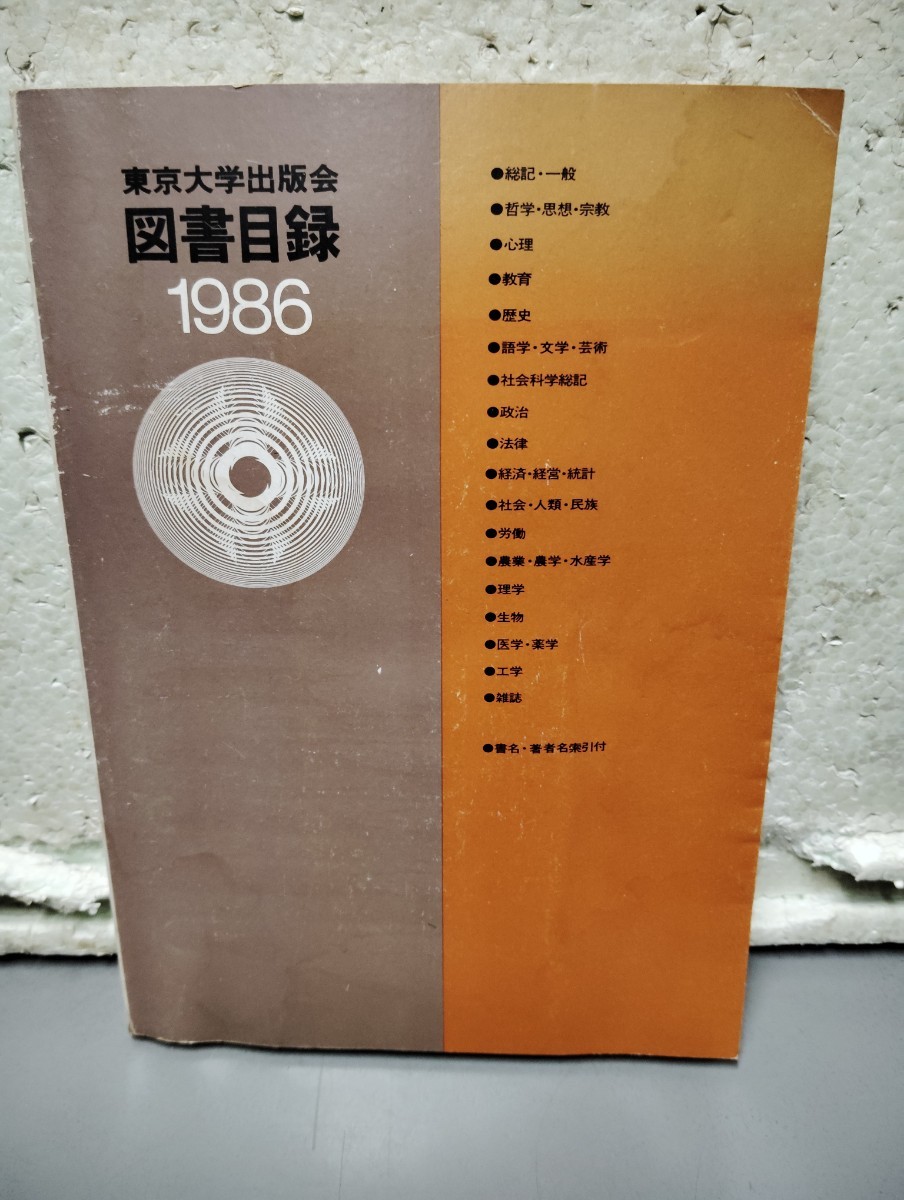 東京大学出版会
図書目録
1986
●総記・一般
●哲学・思想・宗教
●心理
●教育
●歴史
●語学・文学・芸術
●社会科学総記
●政治
●法律
●経済・経営・統計
●社会・人類・民族
●労働
●農業・農学・水産学
●理学
●生物
●医学・薬学
●工学
●雑誌
●書名・著者名索引付